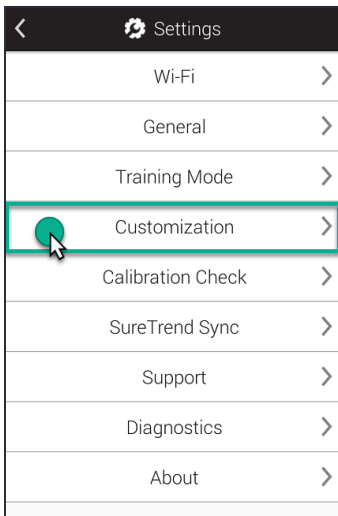 Settings
Wi-Fi
General
Training Mode
Customization
Calibration Check
SureTrend Sync
Support
Diagnostics
About